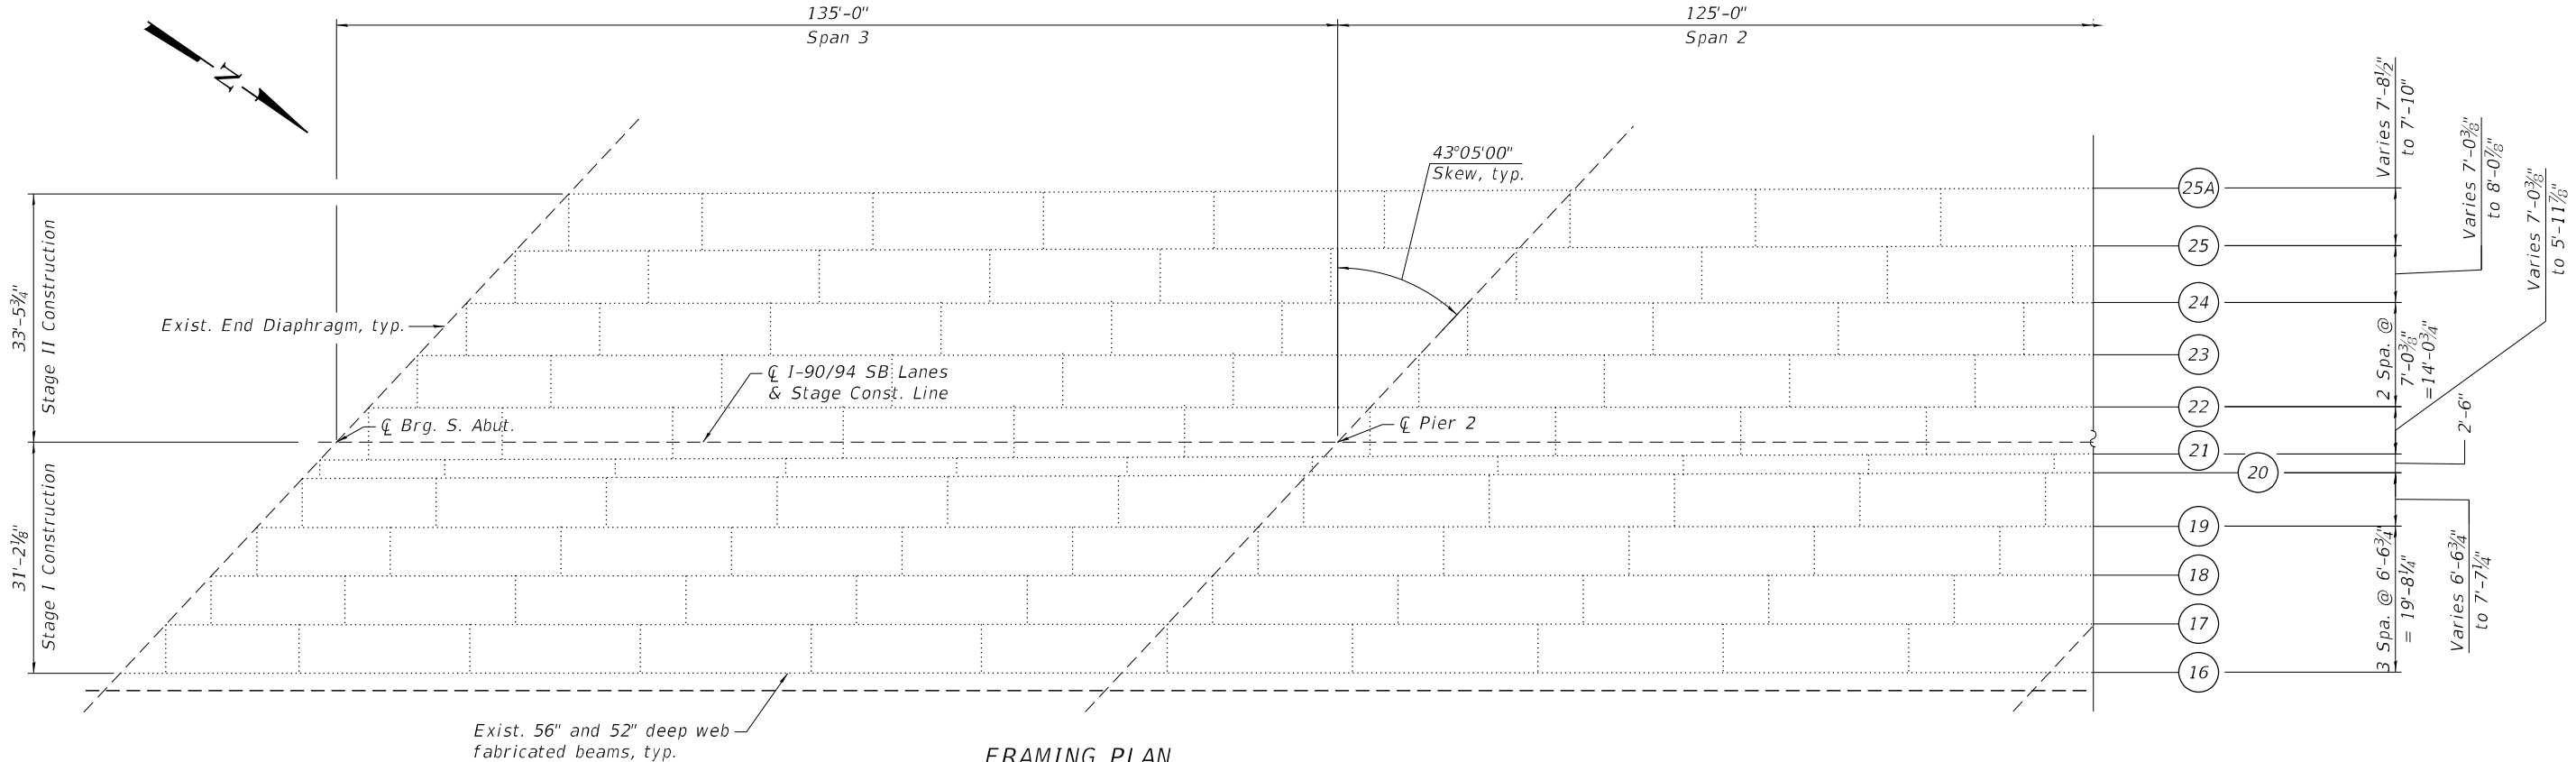 135'-0"
Span 3
125'-0"
Span 2
N
43°05'00"
Skew, typ.
33'-5¾"
Stage II Construction
31'-2⅛"
Stage I Construction
Exist. End Diaphragm, typ.
℄ I-90/94 SB Lanes
& Stage Const. Line
℄ Brg. S. Abut.
℄ Pier 2
Exist. 56" and 52" deep web
fabricated beams, typ.
FRAMING PLAN
25A
25
24
23
22
21
20
19
18
17
16
Varies 7'-8½"
to 7'-10"
Varies 7'-0⅜"
to 8'-0⅞"
Varies 7'-0⅜"
to 5'-11⅞"
2 Spa. @
7'-0⅜"
=14'-0¾"
2'-6"
3 Spa. @ 6'-6¾"
= 19'-8¼"
Varies 6'-6¾"
to 7'-7¼"